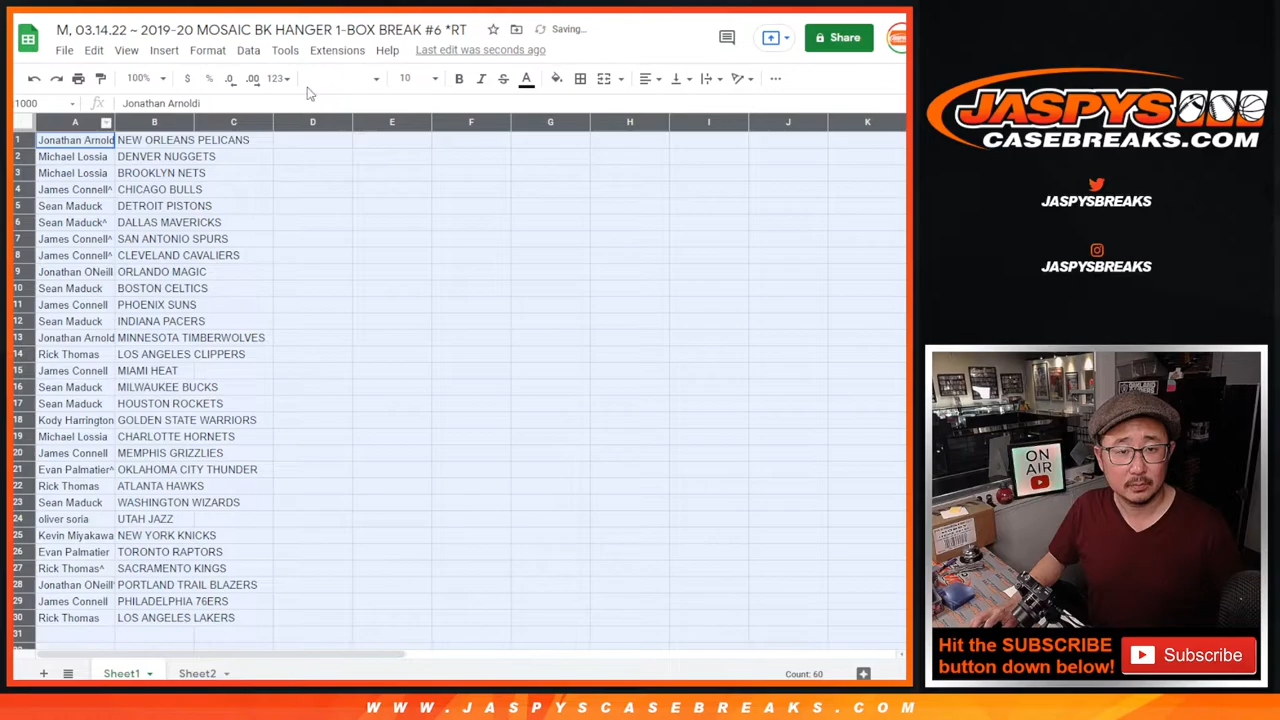 M, 03.14.22 ~ 2019-20 MOSAIC BK HANGER 1-BOX BREAK #6 *RT
Saving...
File Edit View Insert Format Data Tools Extensions Help Last edit was seconds ago
Share
100% $ % .0 .00 123 10 B I S A
1000 fx Jonathan Arnoldi
A B C D E F G H I J K
1 Jonathan Arnold NEW ORLEANS PELICANS
2 Michael Lossia DENVER NUGGETS
3 Michael Lossia BROOKLYN NETS
4 James Connell^ CHICAGO BULLS
5 Sean Maduck DETROIT PISTONS
6 Sean Maduck^ DALLAS MAVERICKS
7 James Connell^ SAN ANTONIO SPURS
8 James Connell^ CLEVELAND CAVALIERS
9 Jonathan ONeill ORLANDO MAGIC
10 Sean Maduck BOSTON CELTICS
11 James Connell PHOENIX SUNS
12 Sean Maduck INDIANA PACERS
13 Jonathan Arnold MINNESOTA TIMBERWOLVES
14 Rick Thomas LOS ANGELES CLIPPERS
15 James Connell MIAMI HEAT
16 Sean Maduck MILWAUKEE BUCKS
17 Sean Maduck HOUSTON ROCKETS
18 Kody Harrington GOLDEN STATE WARRIORS
19 Michael Lossia CHARLOTTE HORNETS
20 James Connell MEMPHIS GRIZZLIES
21 Evan Palmatier^ OKLAHOMA CITY THUNDER
22 Rick Thomas ATLANTA HAWKS
23 Sean Maduck WASHINGTON WIZARDS
24 oliver soria UTAH JAZZ
25 Kevin Miyakawa NEW YORK KNICKS
26 Evan Palmatier TORONTO RAPTORS
27 Rick Thomas^ SACRAMENTO KINGS
28 Jonathan ONeill^ PORTLAND TRAIL BLAZERS
29 James Connell PHILADELPHIA 76ERS
30 Rick Thomas LOS ANGELES LAKERS
31
Sheet1 Sheet2 Count: 60
JASPYS
CASEBREAKS.COM
JASPYSBREAKS
JASPYSBREAKS
ON
AIR
Hit the SUBSCRIBE
button down below!
Subscribe
WWW.JASPYSCASEBREAKS.COM